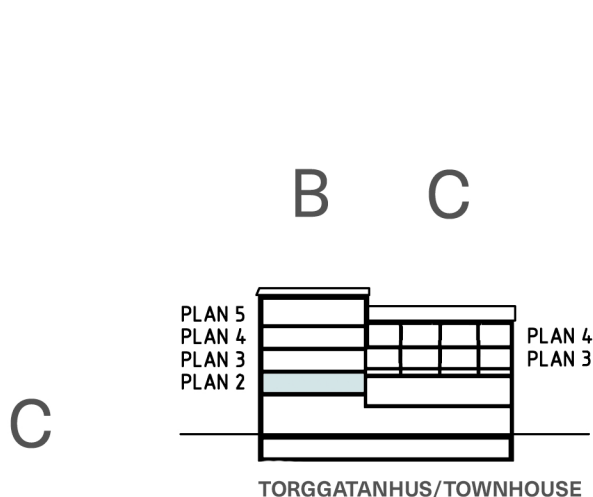 B C
PLAN 5
PLAN 4
PLAN 3
PLAN 2
PLAN 4
PLAN 3
C
TORGGATANHUS/TOWNHOUSE